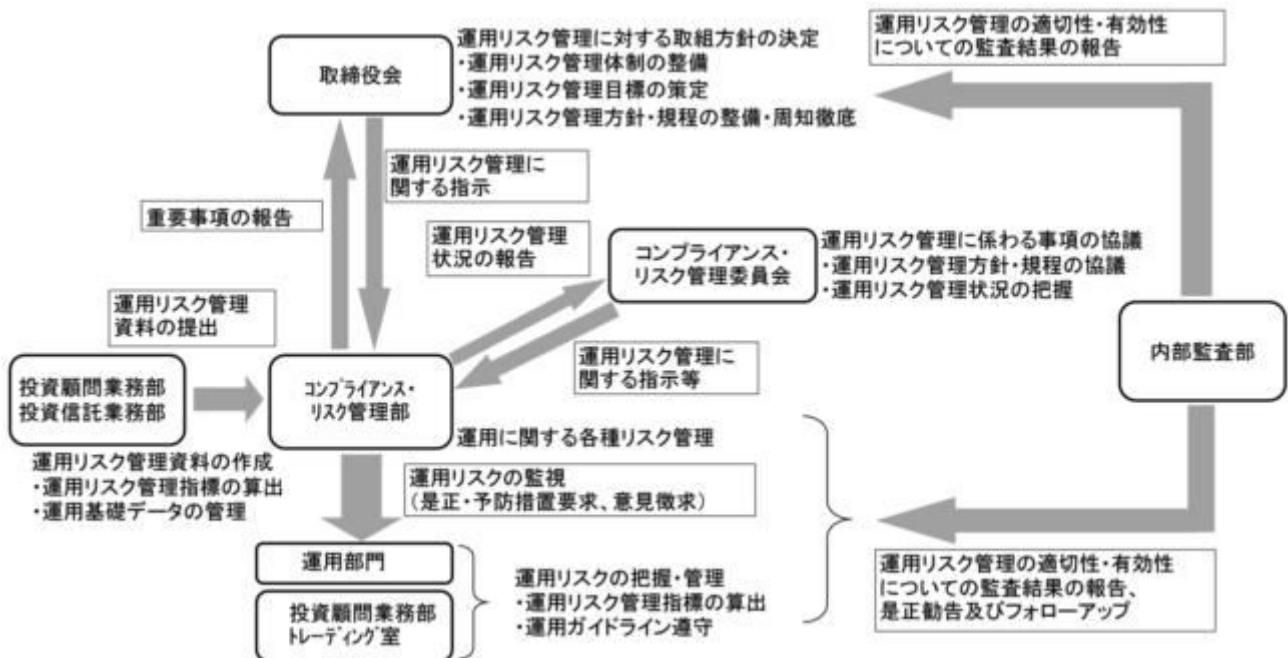 取締役会
運用リスク管理に対する取組方針の決定
・運用リスク管理体制の整備
・運用リスク管理目標の策定
・運用リスク管理方針・規程の整備・周知徹底
運用リスク管理の適切性・有効性
についての監査結果の報告
重要事項の報告
運用リスク管理に
関する指示
運用リスク管理
状況の報告
コンプライアンス・
リスク管理委員会
運用リスク管理に係わる事項の協議
・運用リスク管理方針・規程の協議
・運用リスク管理状況の把握
運用リスク管理
資料の提出
運用リスク管理に
関する指示等
内部監査部
投資顧問業務部
投資信託業務部
コンプライアンス・
リスク管理部
運用に関する各種リスク管理
運用リスク管理資料の作成
・運用リスク管理指標の算出
・運用基礎データの管理
運用リスクの監視
(是正・予防措置要求、意見徴求)
運用部門
投資顧問業務部
トレーディング室
運用リスクの把握・管理
・運用リスク管理指標の算出
・運用ガイドライン遵守
運用リスク管理の適切性・有効性
についての監査結果の報告、
是正勧告及びフォローアップ